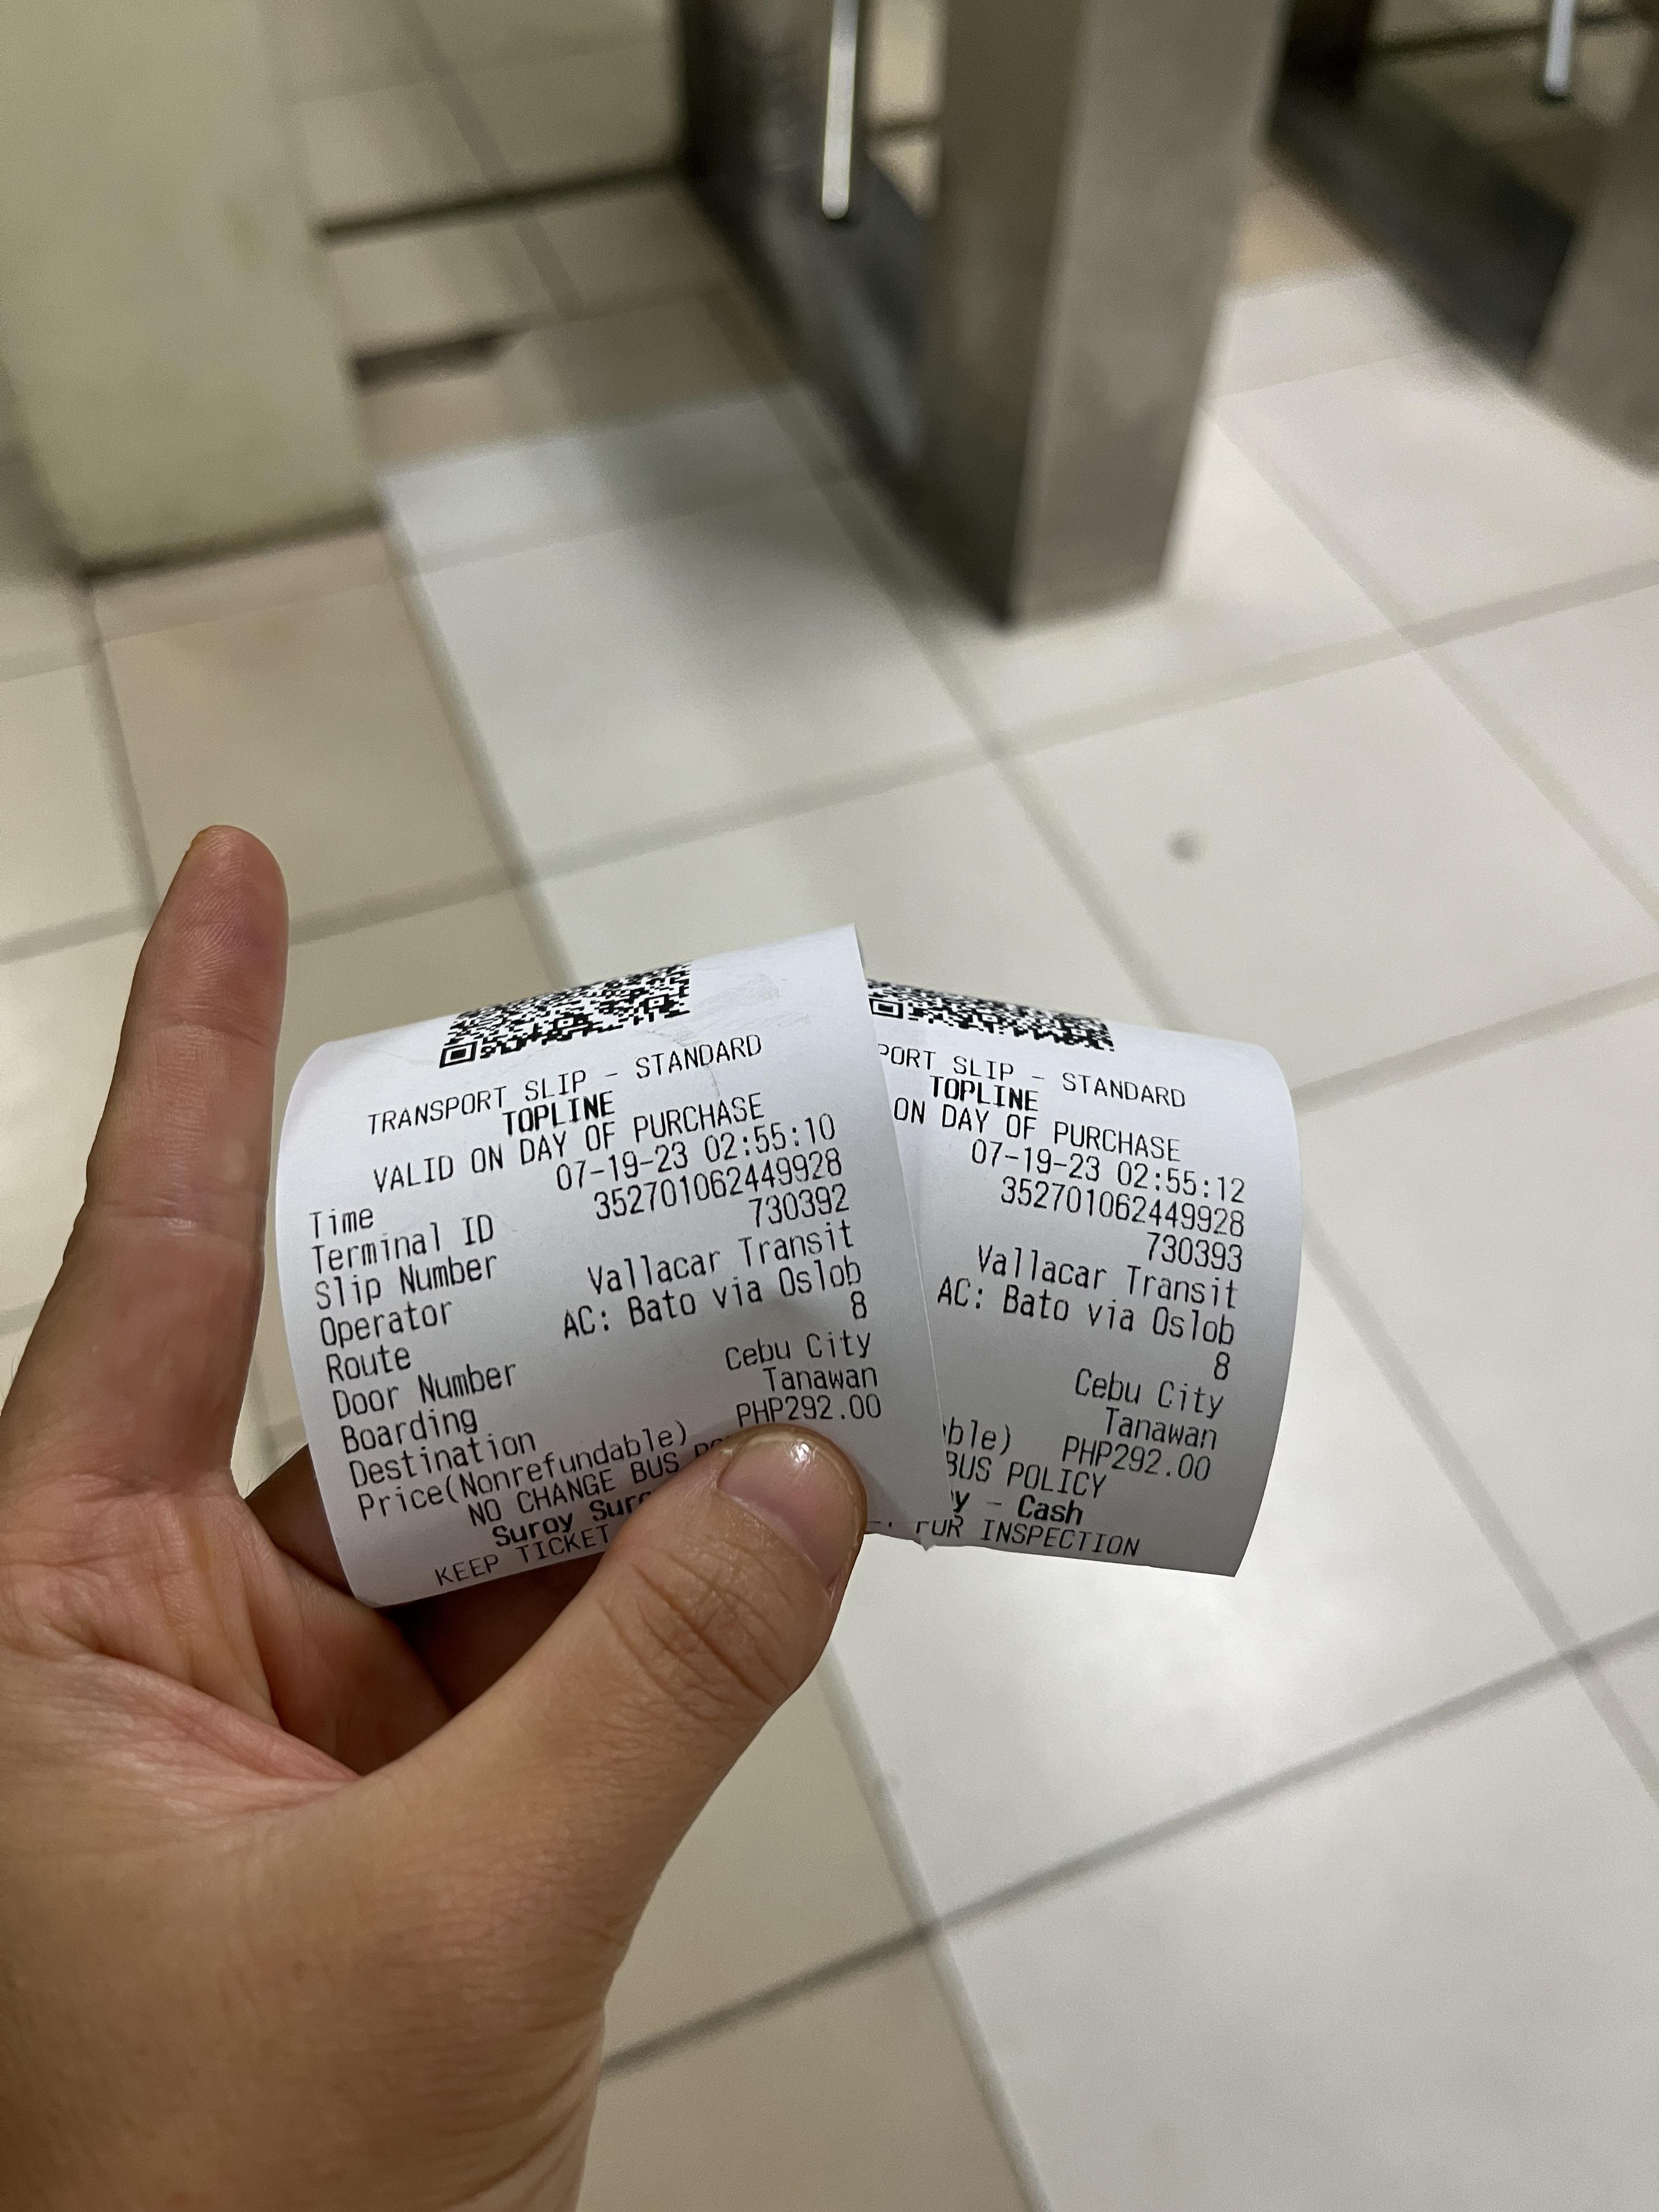 TRANSPORT SLIP - STANDARD
TOPLINE
VALID ON DAY OF PURCHASE
Time 07-19-23 02:55:10
Terminal ID 352701062449928
Slip Number 730392
Operator Vallacar Transit
Route AC: Bato via Oslob
Door Number 8
Boarding Cebu City
Destination Tanawan
Price(Nonrefundable) PHP292.00
NO CHANGE BUS
Suroy
KEEP TICKET
SLIP - STANDARD
TOPLINE
ON DAY OF PURCHASE
07-19-23 02:55:12
352701062449928
730393
Vallacar Transit
AC: Bato via Oslob
8
Cebu City
Tanawan
PHP292.00
BUS POLICY
- Cash
FOR INSPECTION